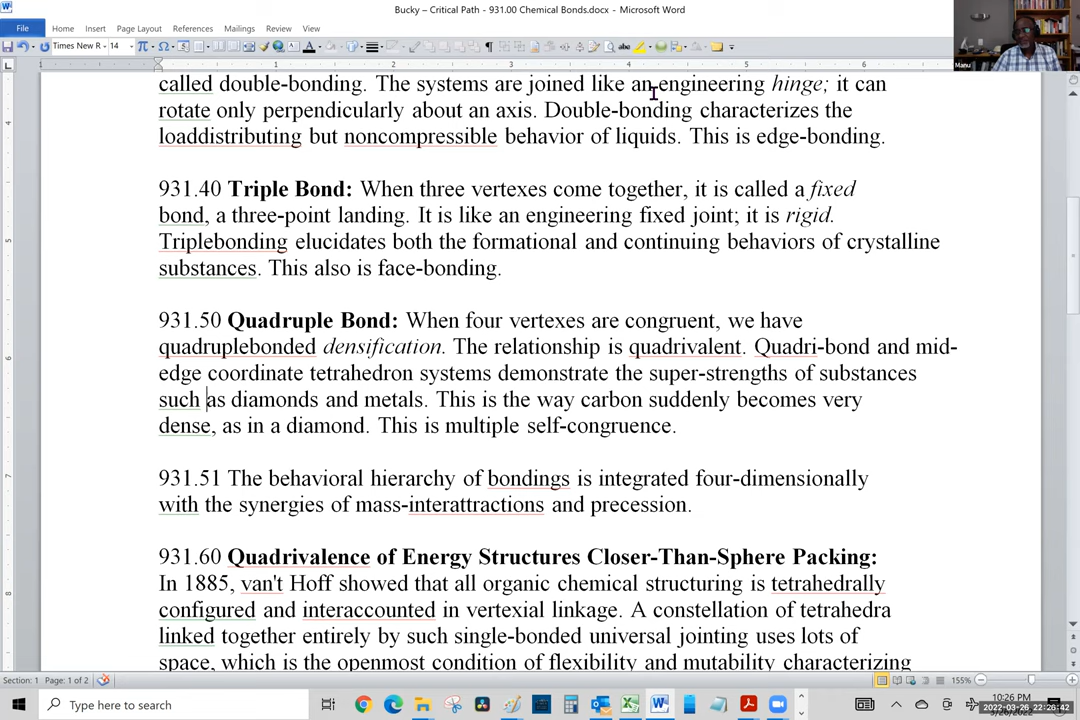 Bucky – Critical Path - 931.00 Chemical Bonds.docx - Microsoft Word
File Home Insert Page Layout References Mailings Review View
Times New R 14
Manu
called double-bonding. The systems are joined like an engineering hinge; it can
rotate only perpendicularly about an axis. Double-bonding characterizes the
loaddistributing but noncompressible behavior of liquids. This is edge-bonding.
931.40 Triple Bond: When three vertexes come together, it is called a fixed
bond, a three-point landing. It is like an engineering fixed joint; it is rigid.
Triplebonding elucidates both the formational and continuing behaviors of crystalline
substances. This also is face-bonding.
931.50 Quadruple Bond: When four vertexes are congruent, we have
quadruplebonded densification. The relationship is quadrivalent. Quadri-bond and mid-
edge coordinate tetrahedron systems demonstrate the super-strengths of substances
such as diamonds and metals. This is the way carbon suddenly becomes very
dense, as in a diamond. This is multiple self-congruence.
931.51 The behavioral hierarchy of bondings is integrated four-dimensionally
with the synergies of mass-interattractions and precession.
931.60 Quadrivalence of Energy Structures Closer-Than-Sphere Packing:
In 1885, van't Hoff showed that all organic chemical structuring is tetrahedrally
configured and interaccounted in vertexial linkage. A constellation of tetrahedra
linked together entirely by such single-bonded universal jointing uses lots of
space, which is the openmost condition of flexibility and mutability characterizing
Section: 1 Page: 1 of 2 155%
Type here to search
10:26 PM
2022-03-26 22:26:42